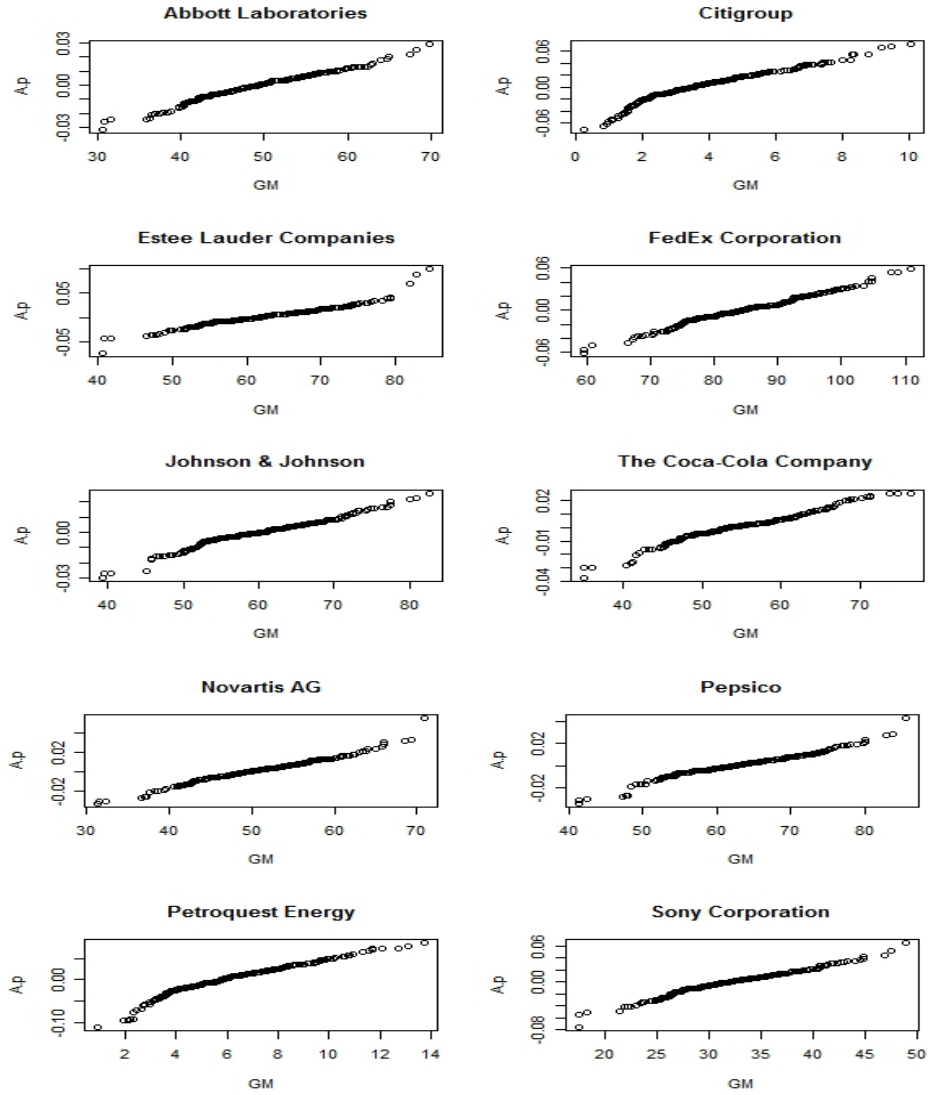 Abbott Laboratories
A.p
-0.03 0.00 0.03
30 40 50 60 70
GM
Citigroup
A.p
-0.06 0.00 0.06
0 2 4 6 8 10
GM
Estee Lauder Companies
A.p
-0.05 0.05
40 50 60 70 80
GM
FedEx Corporation
A.p
-0.06 0.00 0.06
60 70 80 90 100 110
GM
Johnson & Johnson
A.p
-0.03 0.00
40 50 60 70 80
GM
The Coca-Cola Company
A.p
-0.04 -0.01 0.02
40 50 60 70
GM
Novartis AG
A.p
-0.02 0.02
30 40 50 60 70
GM
Pepsico
A.p
-0.02 0.02
40 50 60 70 80
GM
Petroquest Energy
A.p
-0.10 0.00
2 4 6 8 10 12 14
GM
Sony Corporation
A.p
-0.08 0.00 0.06
20 25 30 35 40 45 50
GM